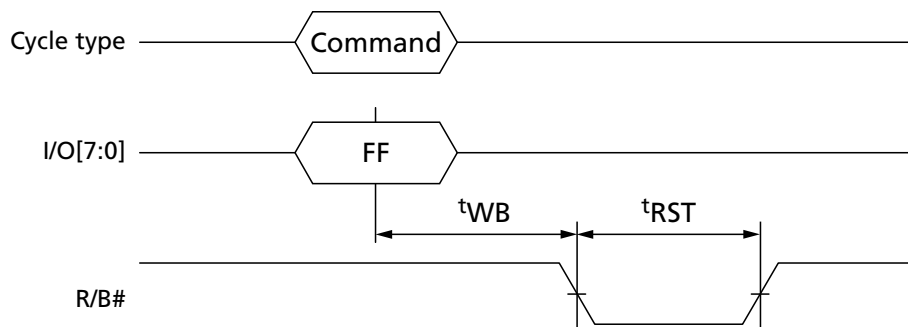 Cycle type
Command
I/O[7:0]
FF
tWB
tRST
R/B#